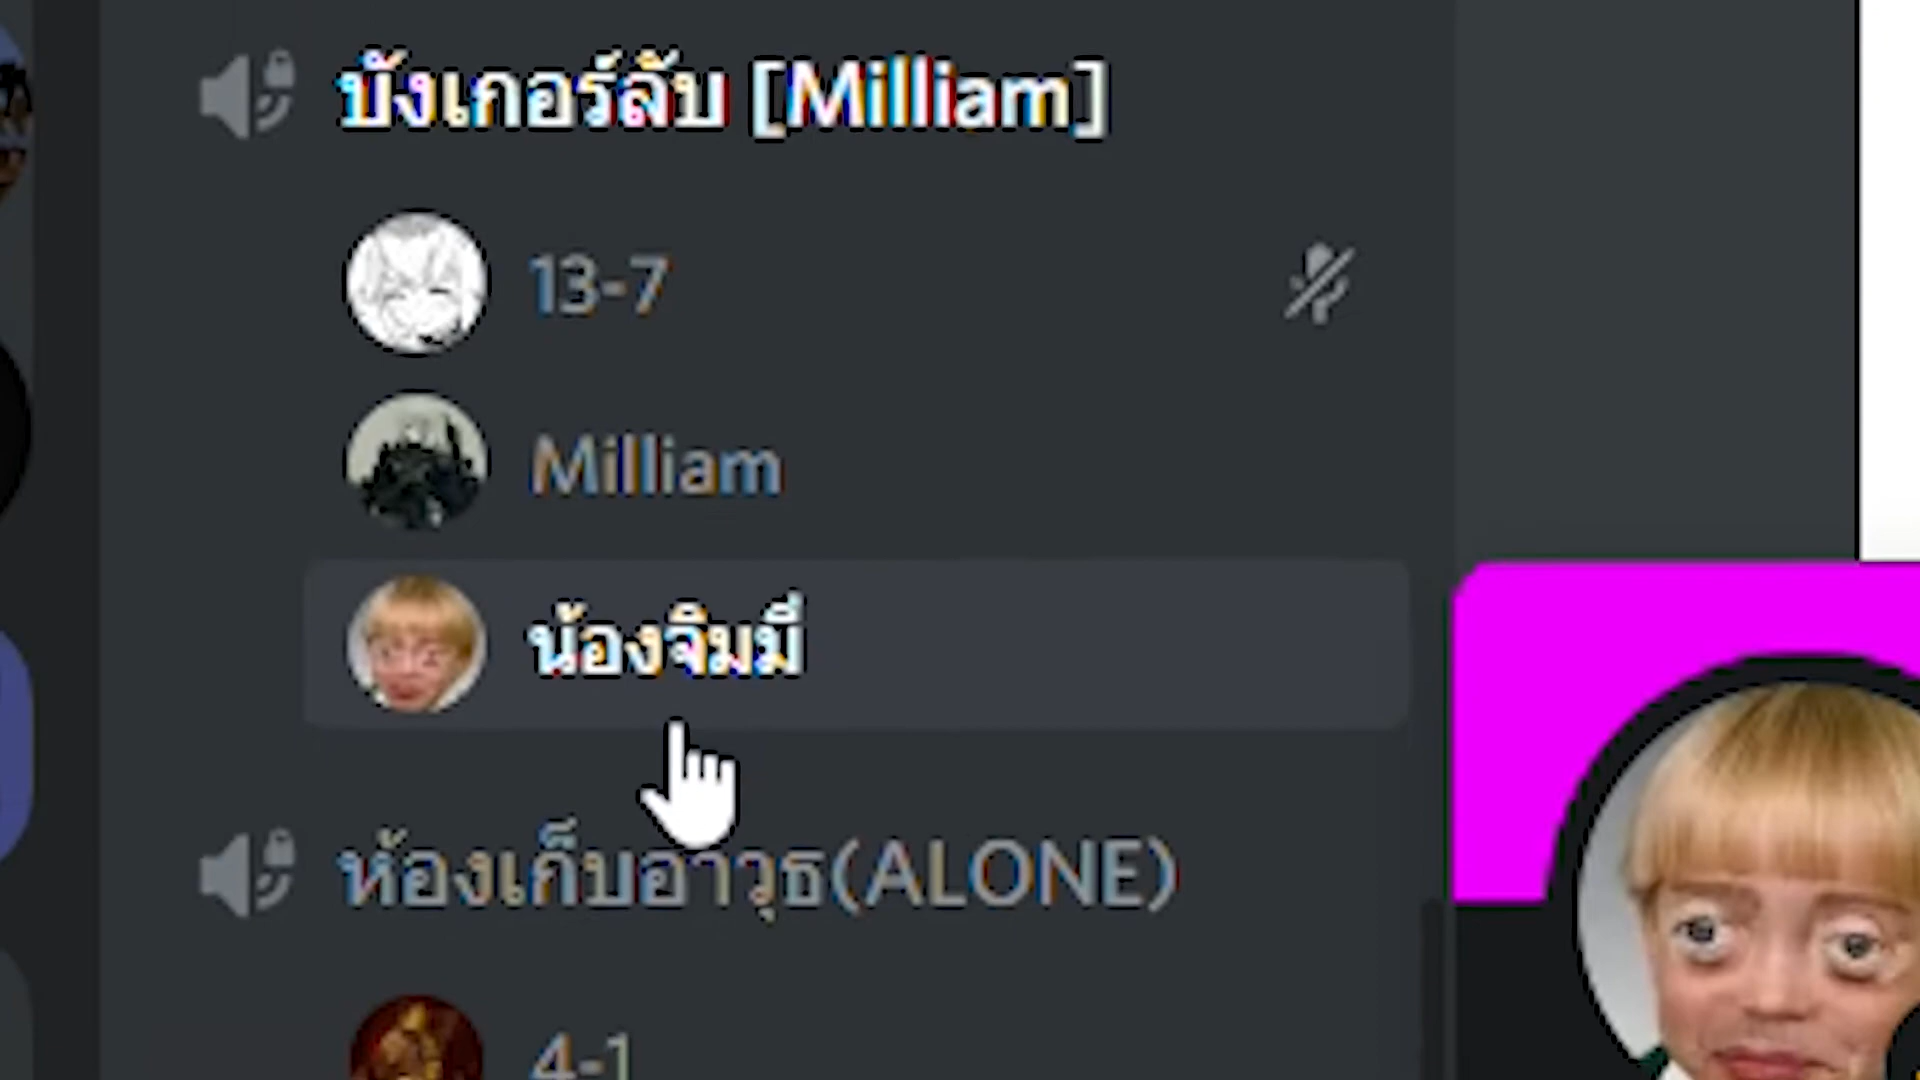 บังเกอร์ลับ [Milliam]
13-7
Milliam
น้องจิมมี่
ห้องเก็บอาวุธ(ALONE)
4-1